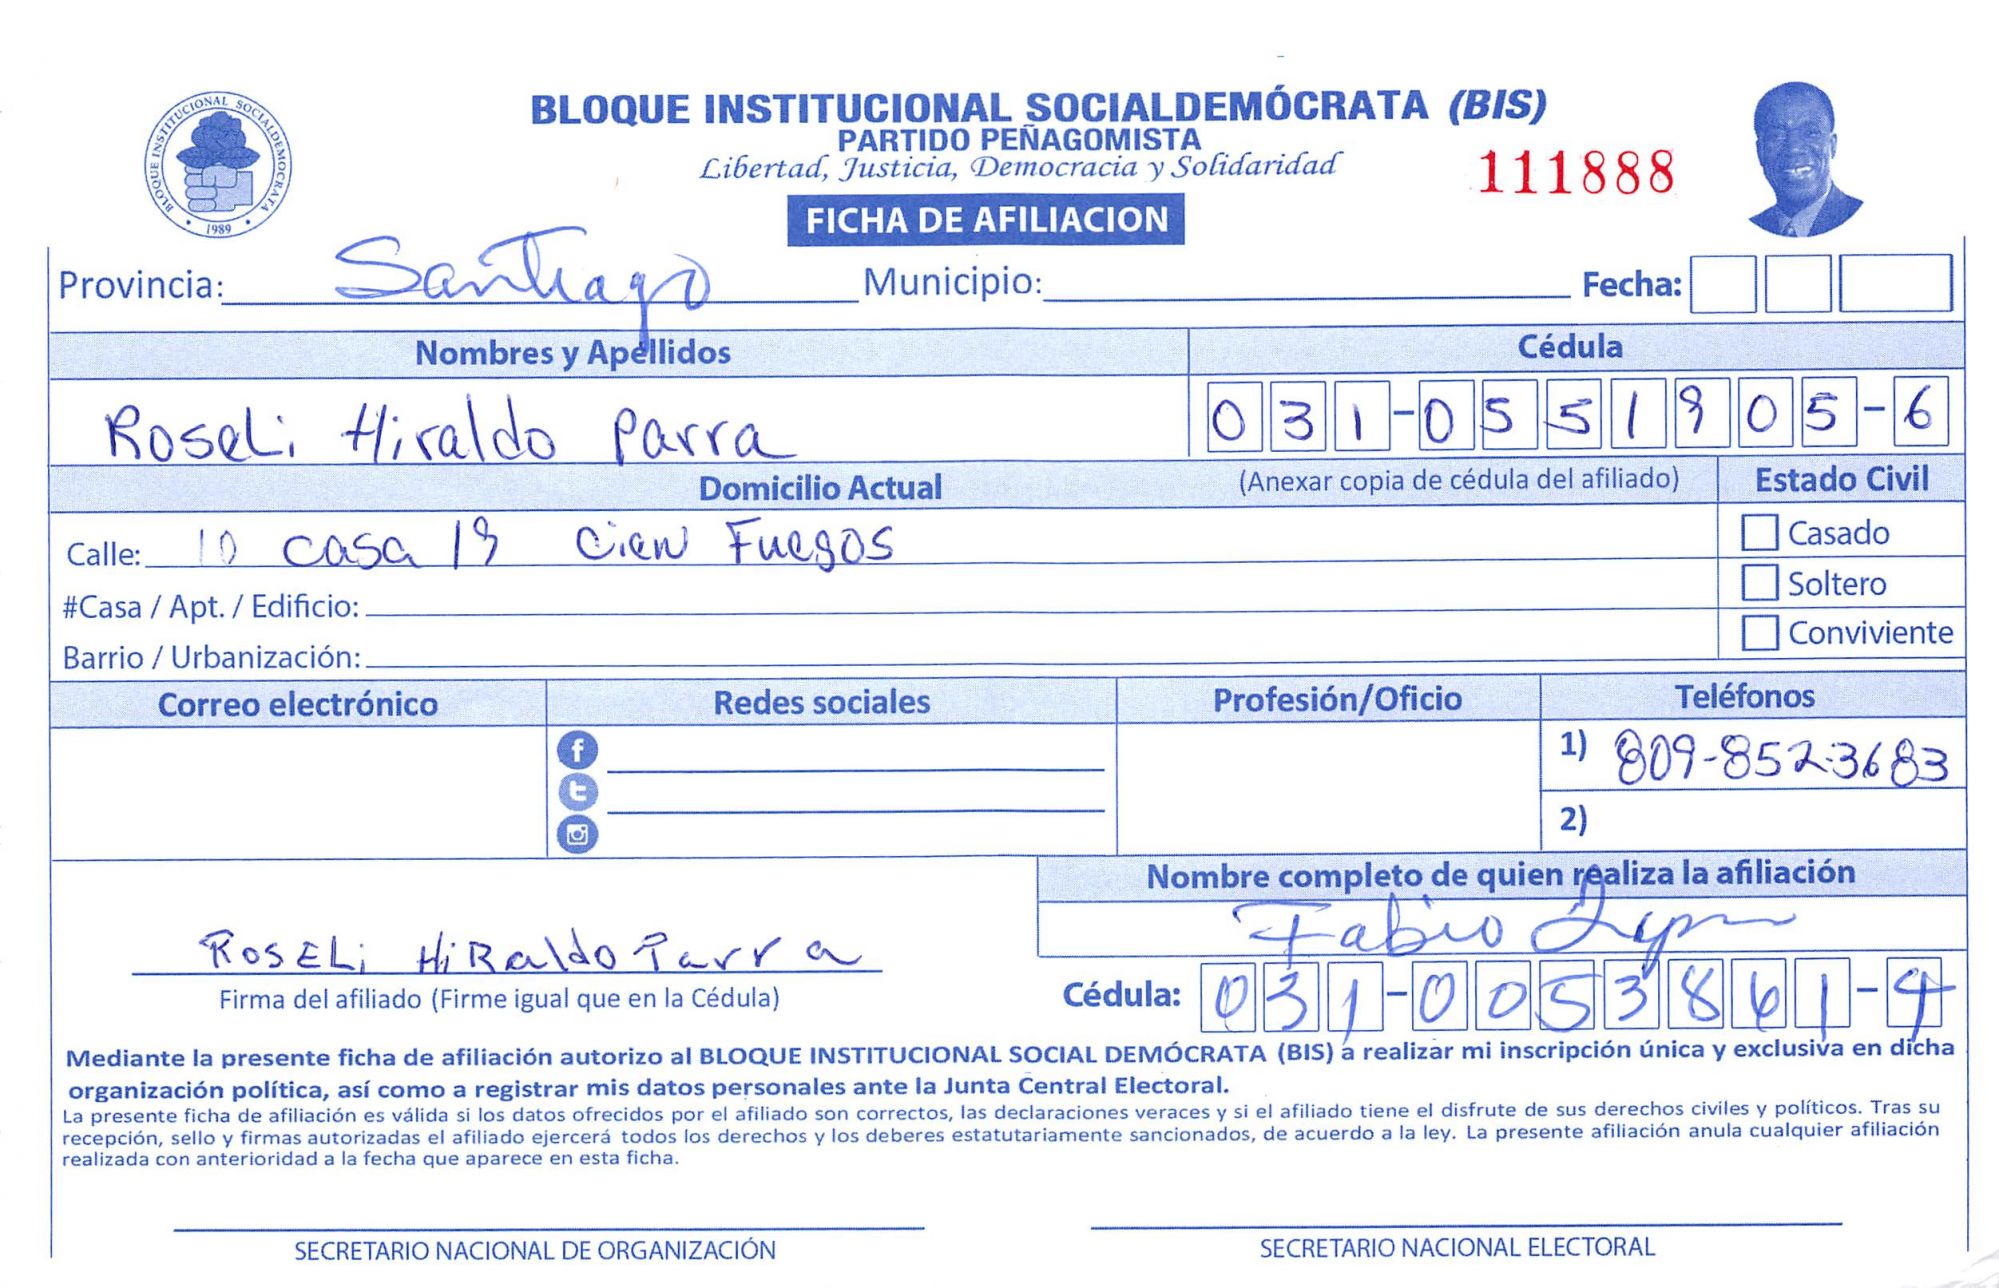 BLOQUE INSTITUCIONAL SOCIALDEMÓCRATA
1989
BLOQUE INSTITUCIONAL SOCIALDEMÓCRATA (BIS)
PARTIDO PEÑAGOMISTA
Libertad, Justicia, Democracia y Solidaridad
111888
FICHA DE AFILIACION
Provincia: Santiago Municipio: Fecha:
Nombres y Apellidos Cédula
Roseli Hiraldo Parra 031-0551905-6
Domicilio Actual (Anexar copia de cédula del afiliado) Estado Civil
Calle: 10 casa 19 Cien Fuegos
Casado
#Casa / Apt. / Edificio:
Soltero
Barrio / Urbanización:
Conviviente
Correo electrónico Redes sociales Profesión/Oficio Teléfonos
1) 809-852-3683
2)
Nombre completo de quien realiza la afiliación
Fabio
ROSELi HiRaldo Parra
Firma del afiliado (Firme igual que en la Cédula)
Cédula: 031-0053861-4
Mediante la presente ficha de afiliación autorizo al BLOQUE INSTITUCIONAL SOCIAL DEMÓCRATA (BIS) a realizar mi inscripción única y exclusiva en dicha
organización política, así como a registrar mis datos personales ante la Junta Central Electoral.
La presente ficha de afiliación es válida si los datos ofrecidos por el afiliado son correctos, las declaraciones veraces y si el afiliado tiene el disfrute de sus derechos civiles y políticos. Tras su
recepción, sello y firmas autorizadas el afiliado ejercerá todos los derechos y los deberes estatutariamente sancionados, de acuerdo a la ley. La presente afiliación anula cualquier afiliación
realizada con anterioridad a la fecha que aparece en esta ficha.
SECRETARIO NACIONAL DE ORGANIZACIÓN
SECRETARIO NACIONAL ELECTORAL